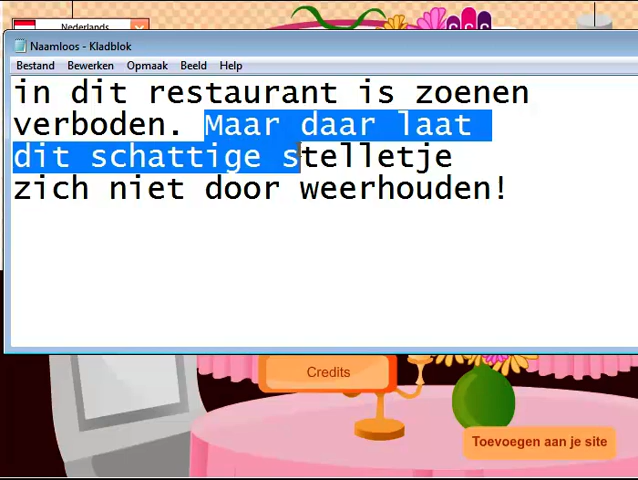 Nederlands
Naamloos - Kladblok
Bestand Bewerken Opmaak Beeld Help
in dit restaurant is zoenen
verboden. Maar daar laat
dit schattige stelletje
zich niet door weerhouden!
Credits
Toevoegen aan je site